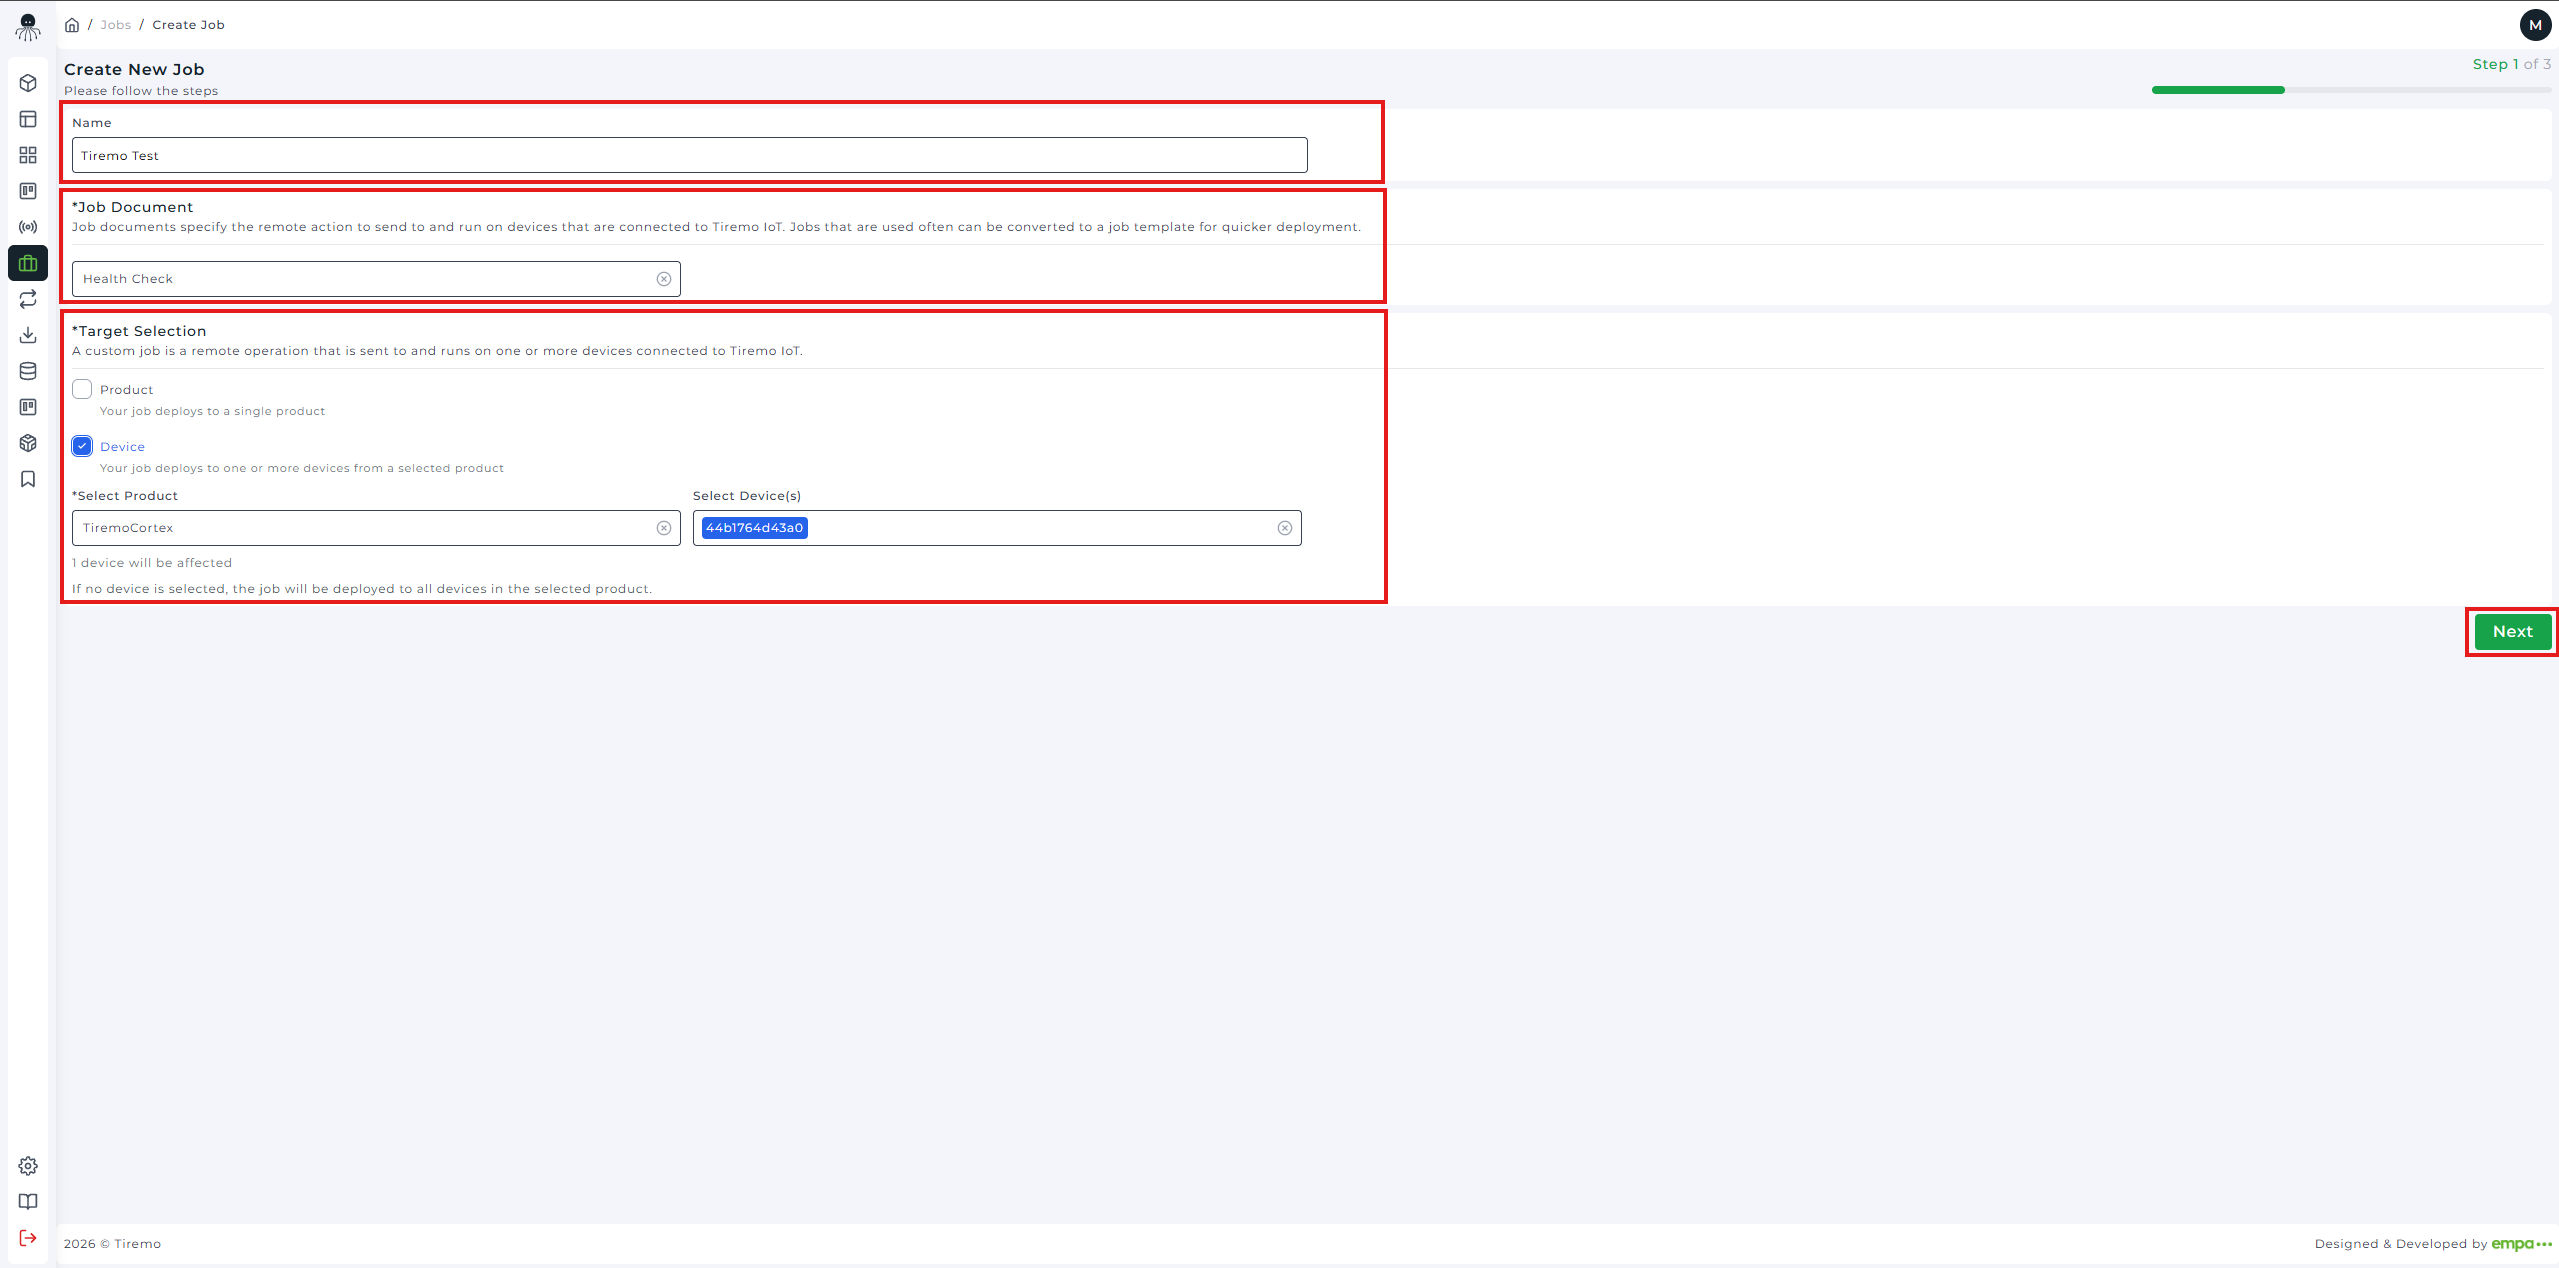 / Jobs / Create Job
M
Create New Job
Step 1 of 3
Please follow the steps
Name
Tiremo Test
*Job Document
Job documents specify the remote action to send to and run on devices that are connected to Tiremo IoT. Jobs that are used often can be converted to a job template for quicker deployment.
Health Check
*Target Selection
A custom job is a remote operation that is sent to and runs on one or more devices connected to Tiremo IoT.
Product
Your job deploys to a single product
Device
Your job deploys to one or more devices from a selected product
*Select Product Select Device(s)
TiremoCortex 44b1764d43a0
1 device will be affected
If no device is selected, the job will be deployed to all devices in the selected product.
Next
2026 © Tiremo
Designed & Developed by empa